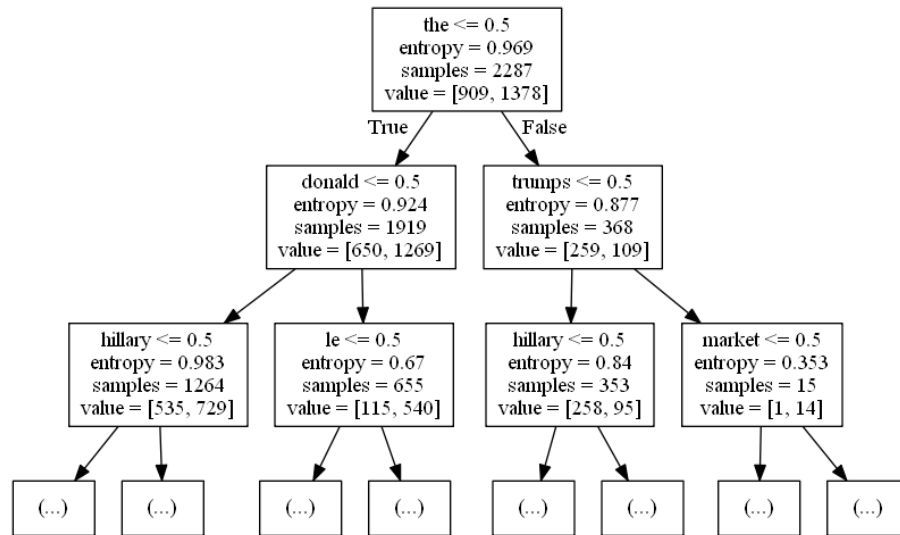 the <= 0.5
entropy = 0.969
samples = 2287
value = [909, 1378]
True
False
donald <= 0.5
entropy = 0.924
samples = 1919
value = [650, 1269]
trumps <= 0.5
entropy = 0.877
samples = 368
value = [259, 109]
hillary <= 0.5
entropy = 0.983
samples = 1264
value = [535, 729]
le <= 0.5
entropy = 0.67
samples = 655
value = [115, 540]
hillary <= 0.5
entropy = 0.84
samples = 353
value = [258, 95]
market <= 0.5
entropy = 0.353
samples = 15
value = [1, 14]
(...)
(...)
(...)
(...)
(...)
(...)
(...)
(...)